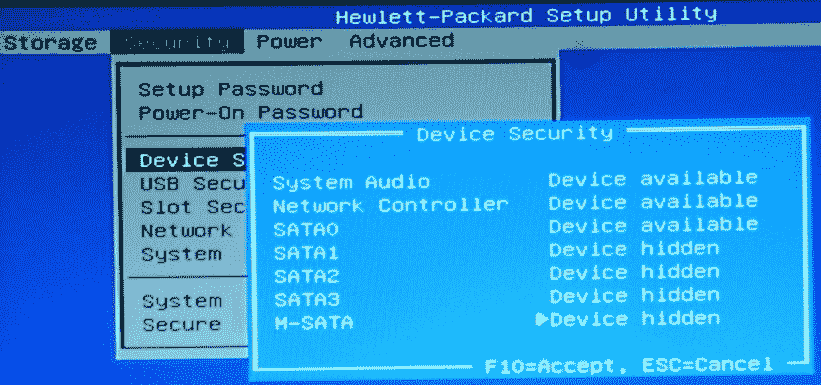 Hewlett-Packard Setup Utility
Storage Security Power Advanced
Setup Password
Power-On Password
Device Security
Device S
USB Secu
Slot Sec
Network
System
System
Secure
System Audio Device available
Network Controller Device available
SATA0 Device available
SATA1 Device hidden
SATA2 Device hidden
SATA3 Device hidden
M-SATA ▶Device hidden
F10=Accept, ESC=Cancel